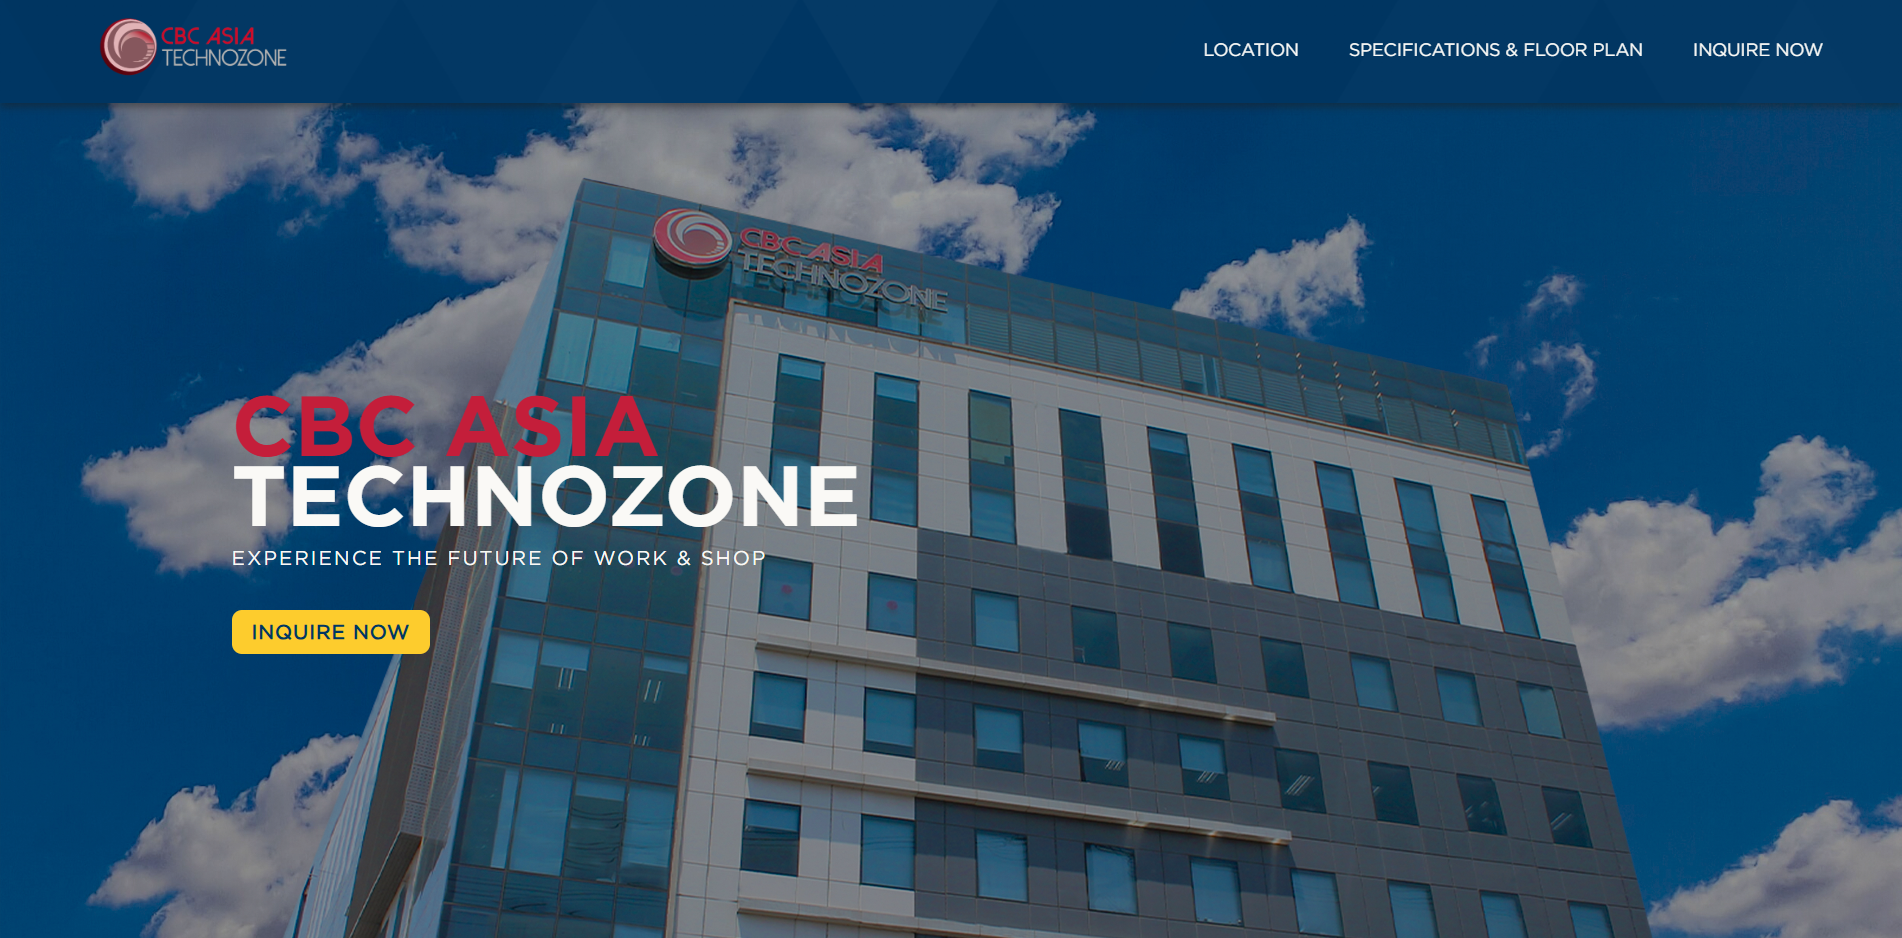 CBC ASIA
TECHNOZONE
LOCATION
SPECIFICATIONS & FLOOR PLAN
INQUIRE NOW
CBC ASIA
TECHNOZONE
CBC ASIA
TECHNOZONE
EXPERIENCE THE FUTURE OF WORK & SHOP
INQUIRE NOW